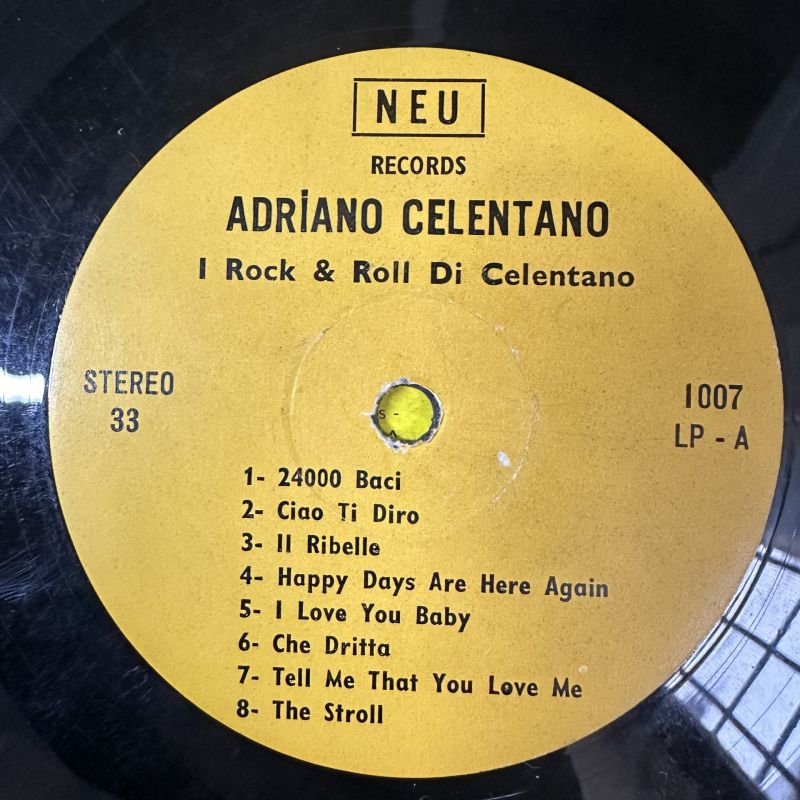 NEU
RECORDS
ADRİANO CELENTANO
I Rock & Roll Di Celentano
STEREO
33
1007
LP - A
1- 24000 Baci
2- Ciao Ti Diro
3- Il Ribelle
4- Happy Days Are Here Again
5- I Love You Baby
6- Che Dritta
7- Tell Me That You Love Me
8- The Stroll